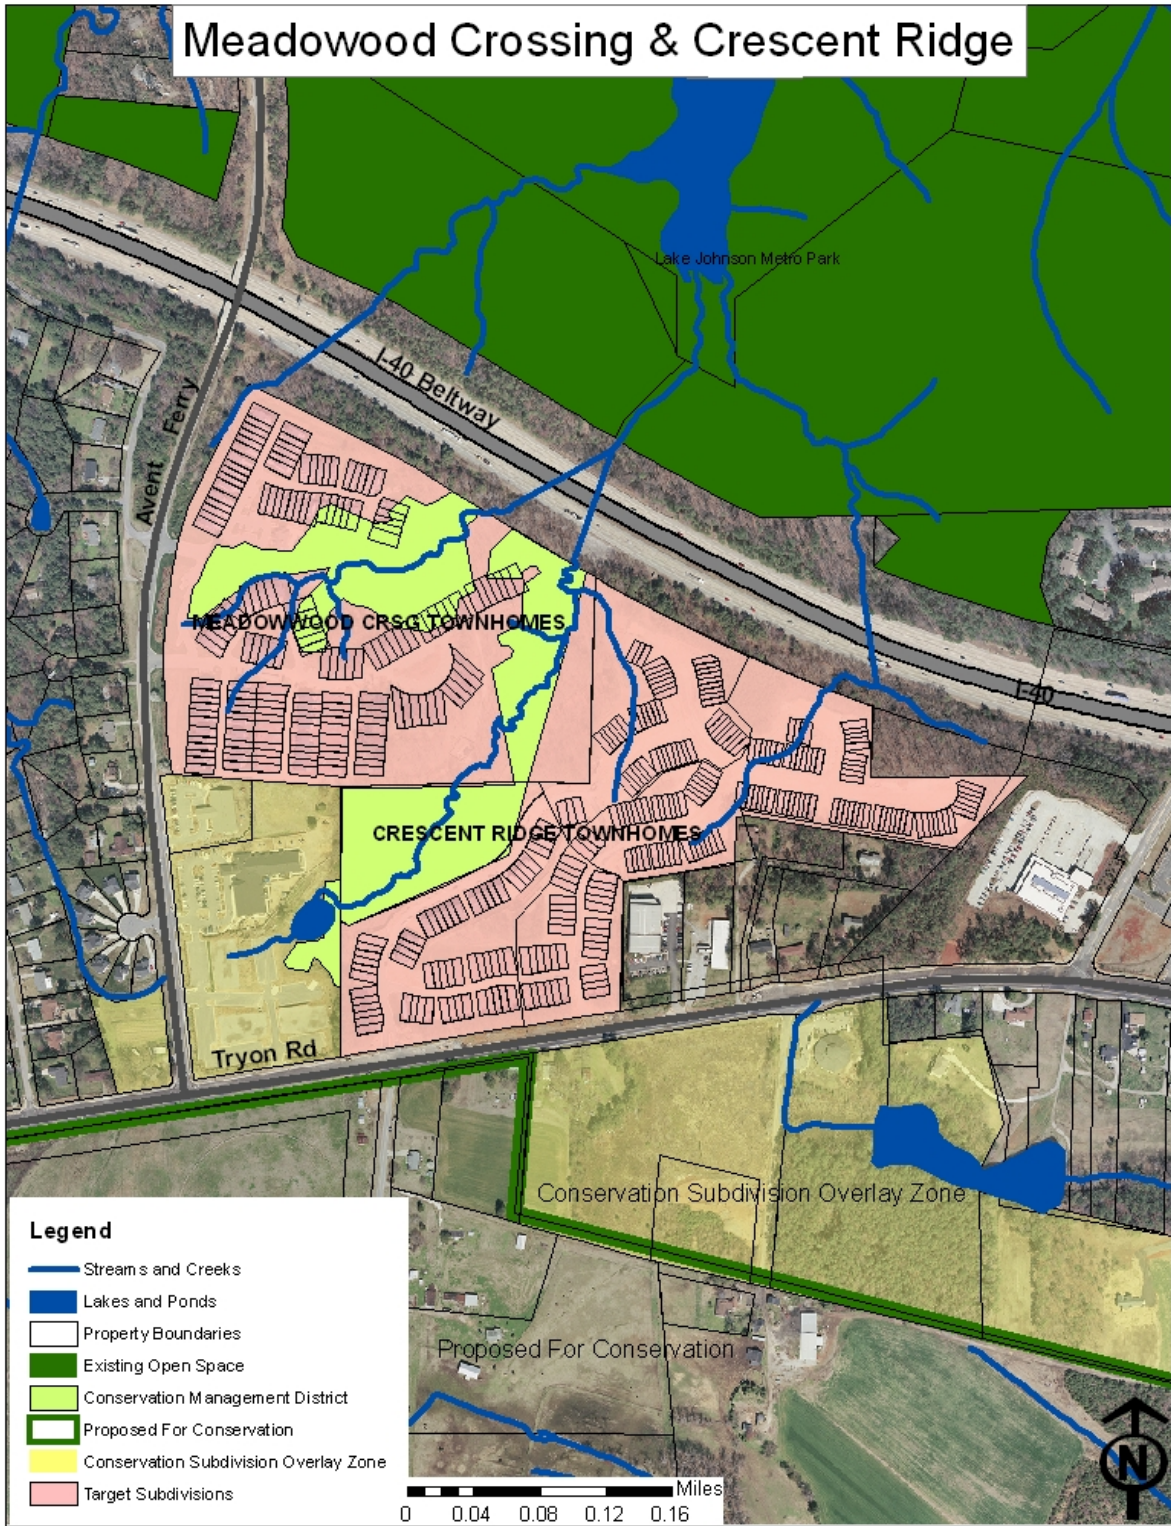 Meadowood Crossing & Crescent Ridge
Lake Johnson Metro Park
I-40 Beltway
Avent Ferry
MEADOWWOOD CRSG TOWNHOMES
I-40
CRESCENT RIDGE TOWNHOMES
Tryon Rd
Conservation Subdivision Overlay Zone
Proposed For Conservation
Legend
Streams and Creeks
Lakes and Ponds
Property Boundaries
Existing Open Space
Conservation Management District
Proposed For Conservation
Conservation Subdivision Overlay Zone
Target Subdivisions
Miles
0 0.04 0.08 0.12 0.16
N